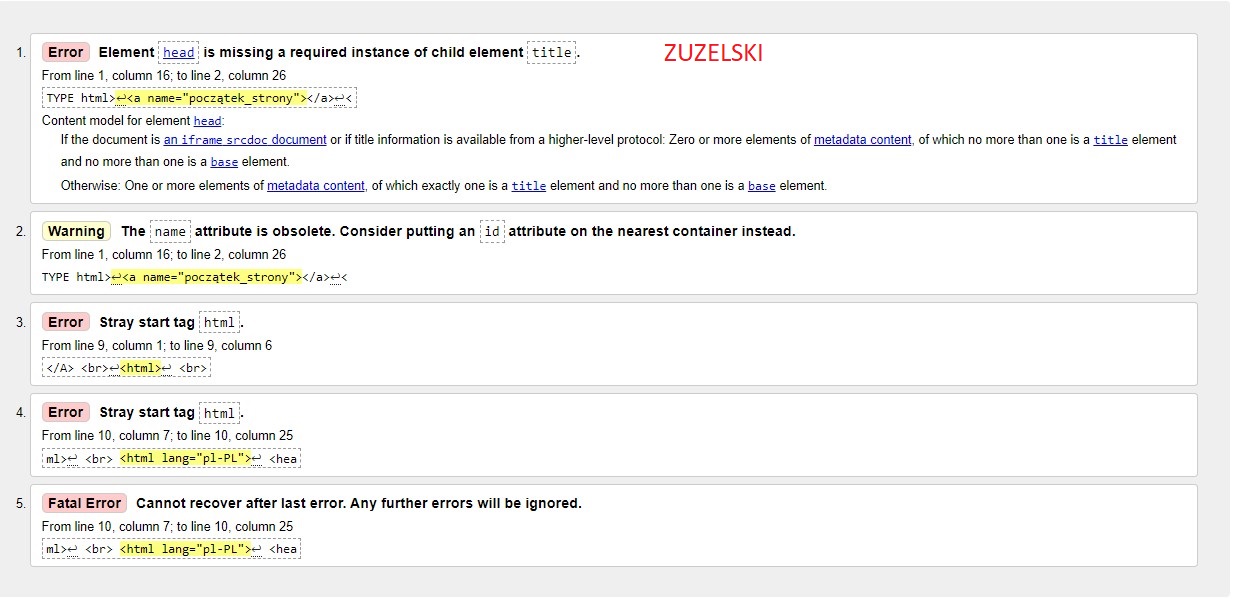 1. Error Element head is missing a required instance of child element title. ZUZELSKI
From line 1, column 16; to line 2, column 26
TYPE html>↩<a name="początek_strony"></a>↩<
Content model for element head:
If the document is an iframe srcdoc document or if title information is available from a higher-level protocol: Zero or more elements of metadata content, of which no more than one is a title element
and no more than one is a base element.
Otherwise: One or more elements of metadata content, of which exactly one is a title element and no more than one is a base element.
2. Warning The name attribute is obsolete. Consider putting an id attribute on the nearest container instead.
From line 1, column 16; to line 2, column 26
TYPE html>↩<a name="początek_strony"></a>↩<
3. Error Stray start tag html.
From line 9, column 1; to line 9, column 6
</A> <br>↩<html>↩ <br>
4. Error Stray start tag html.
From line 10, column 7; to line 10, column 25
ml>↩ <br> <html lang="pl-PL">↩ <hea
5. Fatal Error Cannot recover after last error. Any further errors will be ignored.
From line 10, column 7; to line 10, column 25
ml>↩ <br> <html lang="pl-PL">↩ <hea